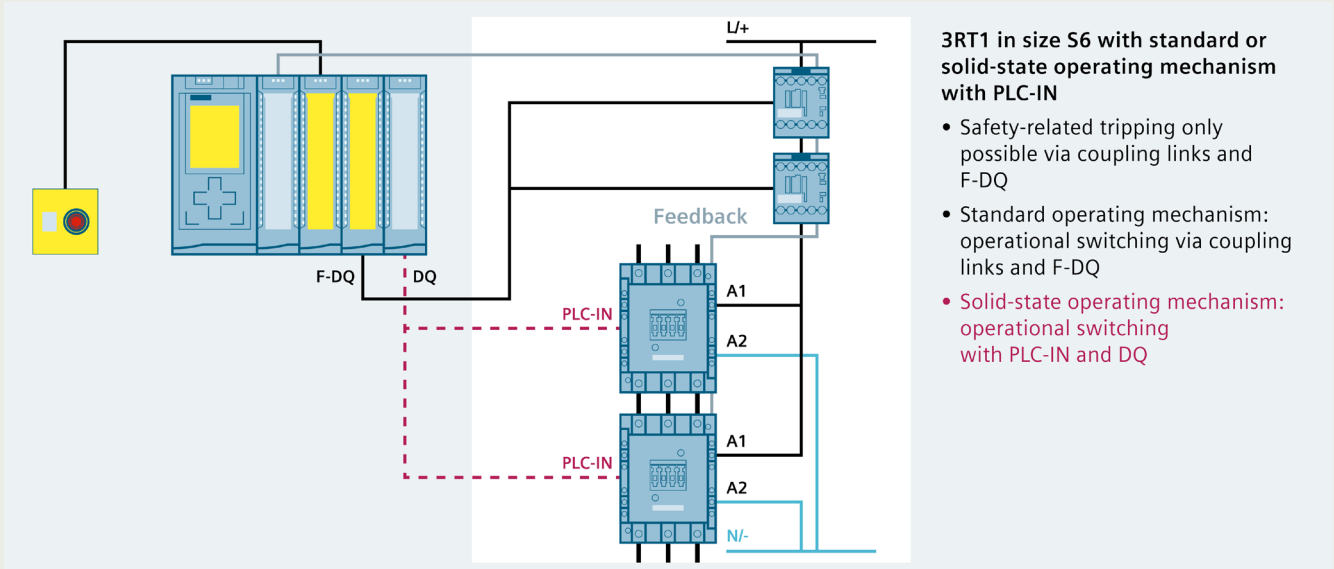 L/+
Feedback
F-DQ
DQ
PLC-IN
A1
A2
PLC-IN
A1
A2
N/-
3RT1 in size S6 with standard or
solid-state operating mechanism
with PLC-IN
• Safety-related tripping only
possible via coupling links and
F-DQ
• Standard operating mechanism:
operational switching via coupling
links and F-DQ
• Solid-state operating mechanism:
operational switching
with PLC-IN and DQ